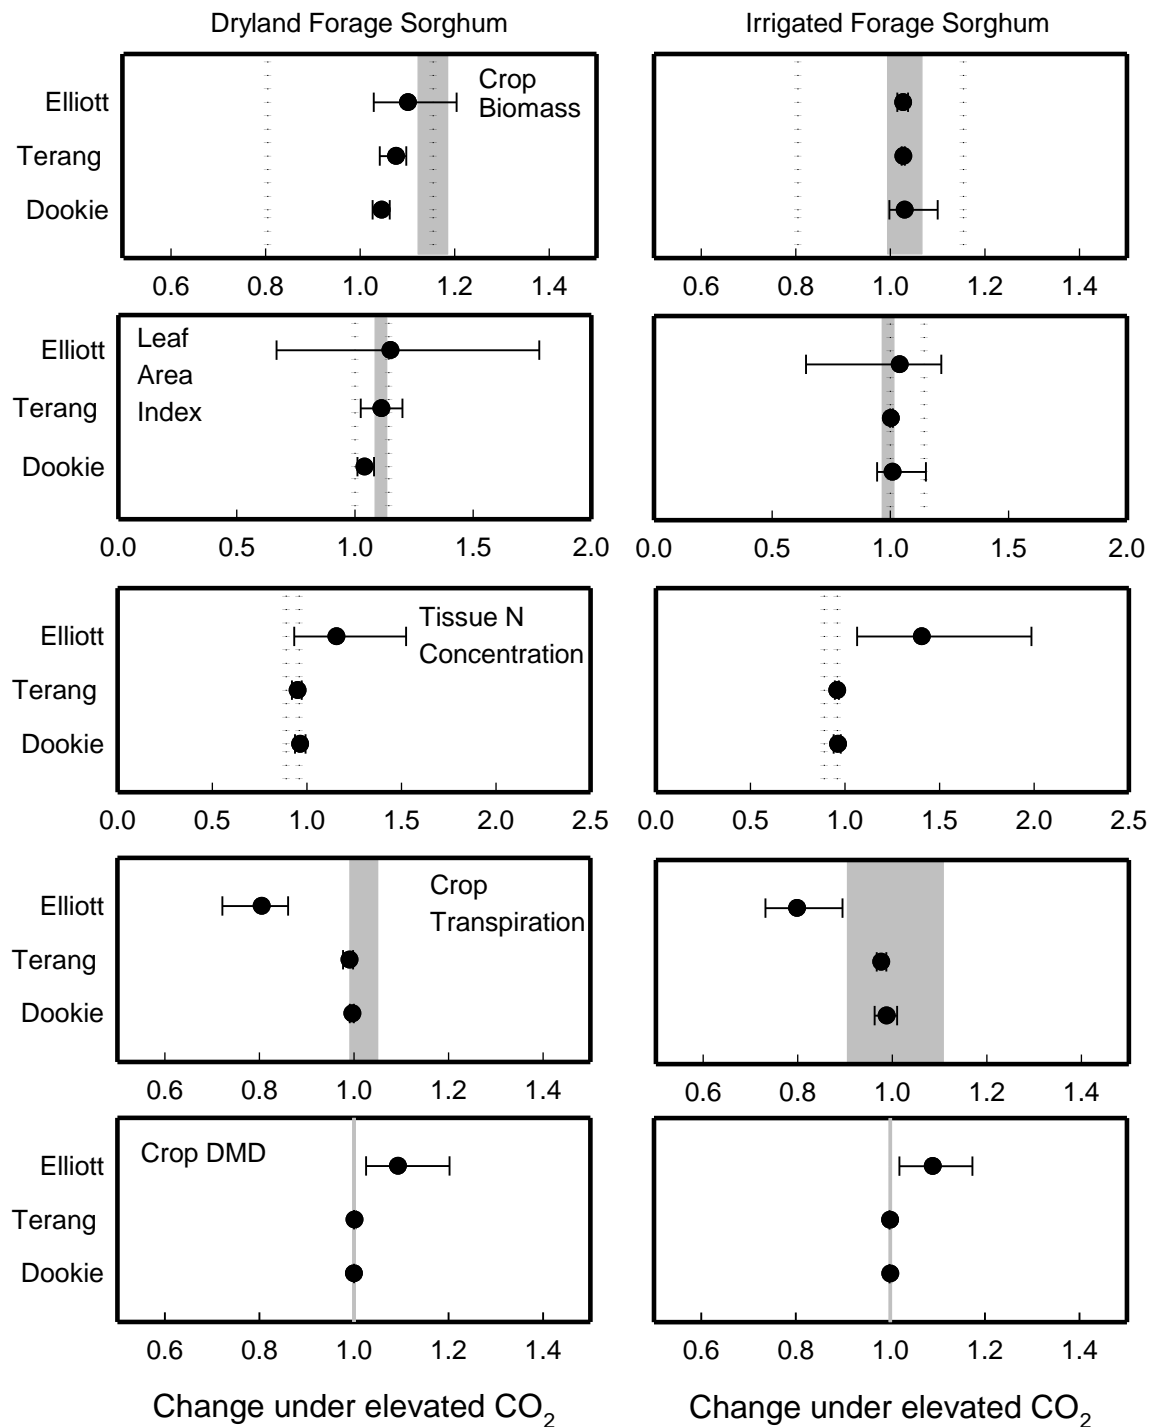 Dryland Forage Sorghum
Irrigated Forage Sorghum
Crop
Biomass
Elliott
Terang
Dookie
0.6 0.8 1.0 1.2 1.4
0.6 0.8 1.0 1.2 1.4
Leaf
Area
Index
Elliott
Terang
Dookie
0.0 0.5 1.0 1.5 2.0
0.0 0.5 1.0 1.5 2.0
Tissue N
Concentration
Elliott
Terang
Dookie
0.0 0.5 1.0 1.5 2.0 2.5
0.0 0.5 1.0 1.5 2.0 2.5
Crop
Transpiration
Elliott
Terang
Dookie
0.6 0.8 1.0 1.2 1.4
0.6 0.8 1.0 1.2 1.4
Crop DMD
Elliott
Terang
Dookie
0.6 0.8 1.0 1.2 1.4
0.6 0.8 1.0 1.2 1.4
Change under elevated CO₂
Change under elevated CO₂